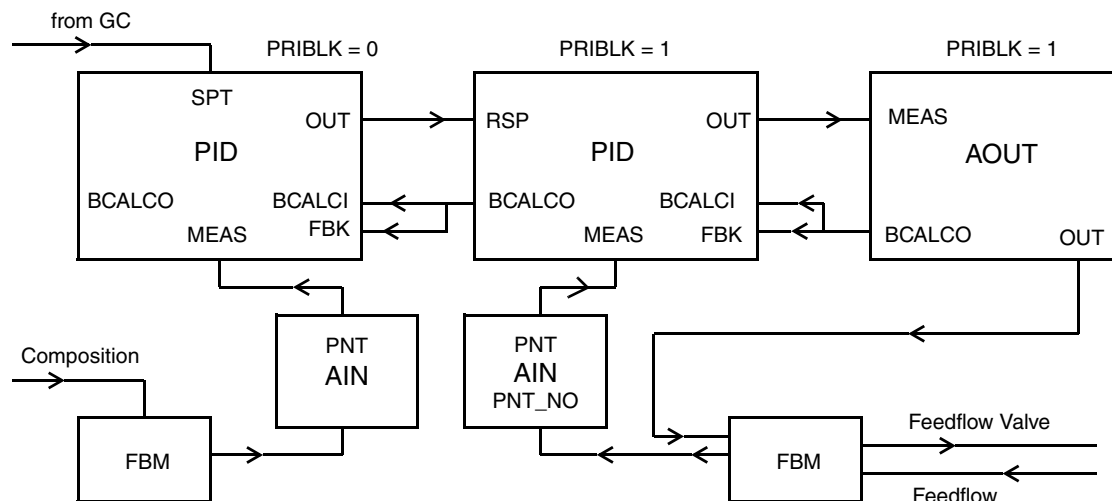 from GC
PRIBLK = 0
PRIBLK = 1
PRIBLK = 1
SPT
OUT
PID
BCALCO
BCALCI
FBK
MEAS
RSP
OUT
PID
BCALCO
BCALCI
FBK
MEAS
MEAS
AOUT
BCALCO
OUT
Composition
FBM
PNT
AIN
PNT
AIN
PNT_NO
FBM
Feedflow Valve
Feedflow